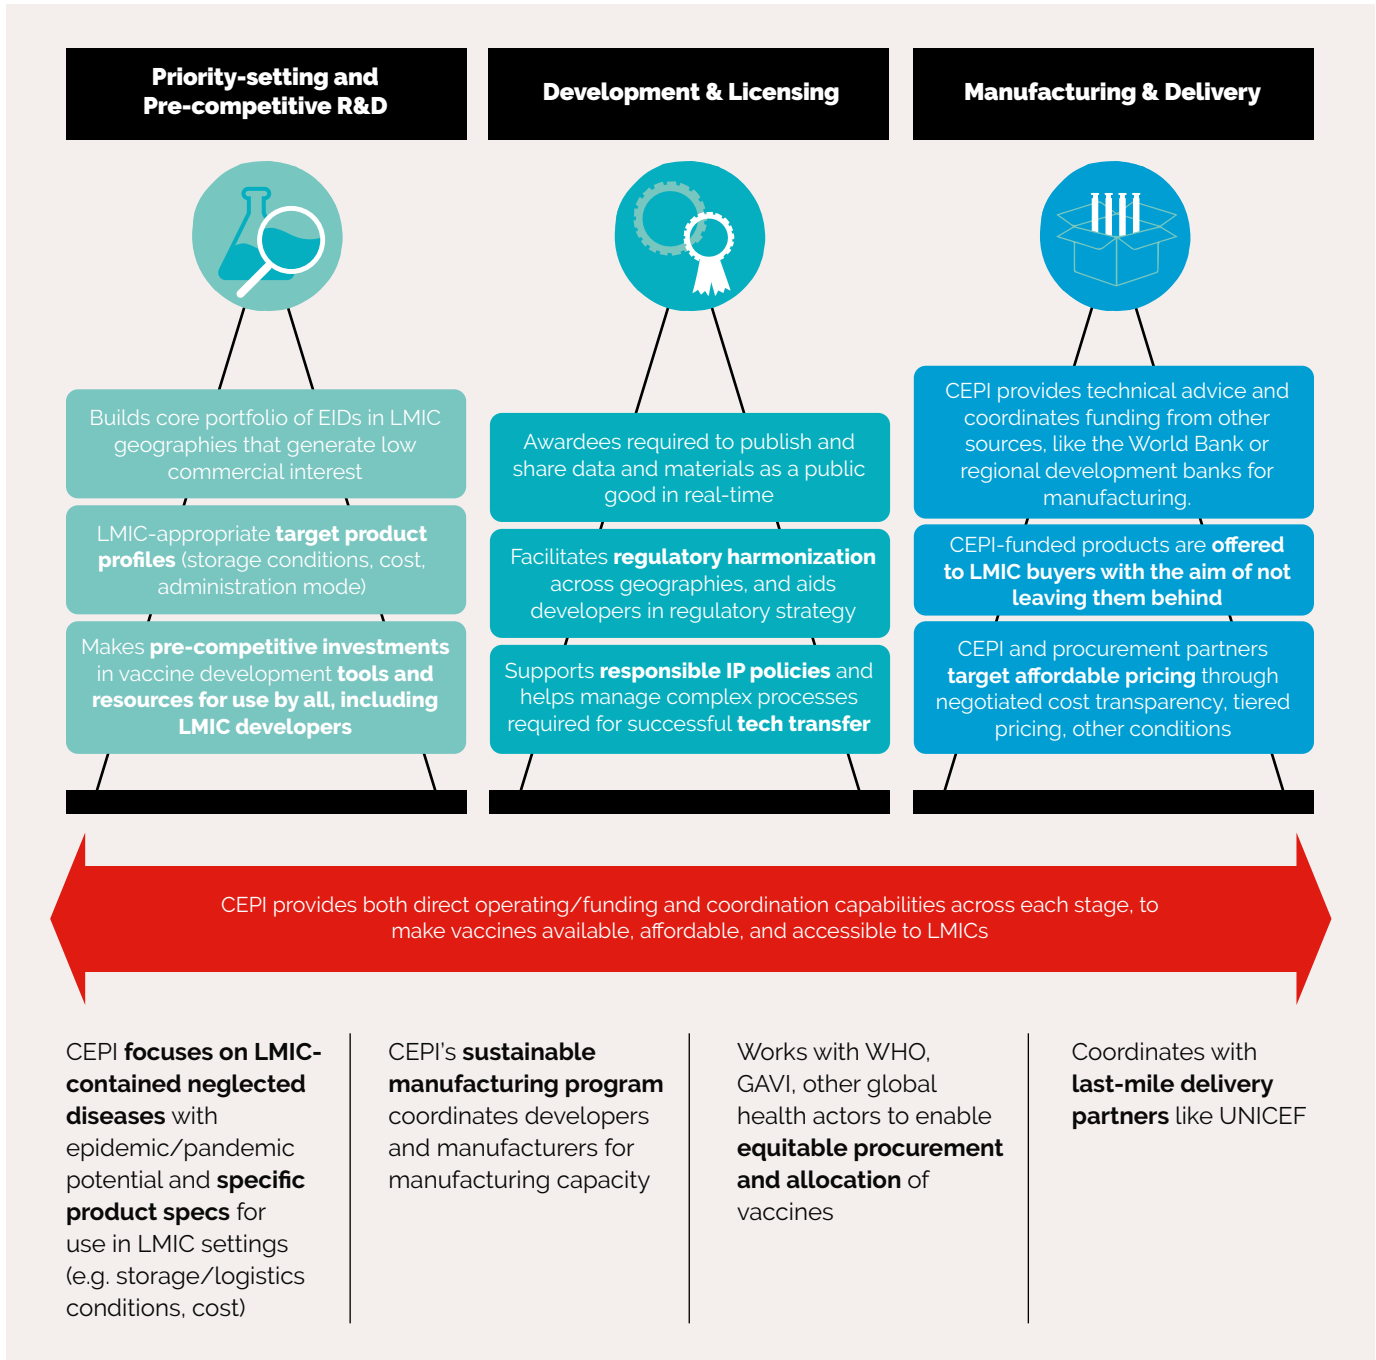 Priority-setting and
Pre-competitive R&D
Builds core portfolio of EIDs in LMIC
geographies that generate low
commercial interest
LMIC-appropriate target product
profiles (storage conditions, cost,
administration mode)
Makes pre-competitive investments
in vaccine development tools and
resources for use by all, including
LMIC developers
Development & Licensing
Awardees required to publish and
share data and materials as a public
good in real-time
Facilitates regulatory harmonization
across geographies, and aids
developers in regulatory strategy
Supports responsible IP policies and
helps manage complex processes
required for successful tech transfer
Manufacturing & Delivery
CEPI provides technical advice and
coordinates funding from other
sources, like the World Bank or
regional development banks for
manufacturing.
CEPI-funded products are offered
to LMIC buyers with the aim of not
leaving them behind
CEPI and procurement partners
target affordable pricing through
negotiated cost transparency, tiered
pricing, other conditions
CEPI provides both direct operating/funding and coordination capabilities across each stage, to
make vaccines available, affordable, and accessible to LMICs
CEPI focuses on LMIC-
contained neglected
diseases with
epidemic/pandemic
potential and specific
product specs for
use in LMIC settings
(e.g. storage/logistics
conditions, cost)
CEPI's sustainable
manufacturing program
coordinates developers
and manufacturers for
manufacturing capacity
Works with WHO,
GAVI, other global
health actors to enable
equitable procurement
and allocation of
vaccines
Coordinates with
last-mile delivery
partners like UNICEF